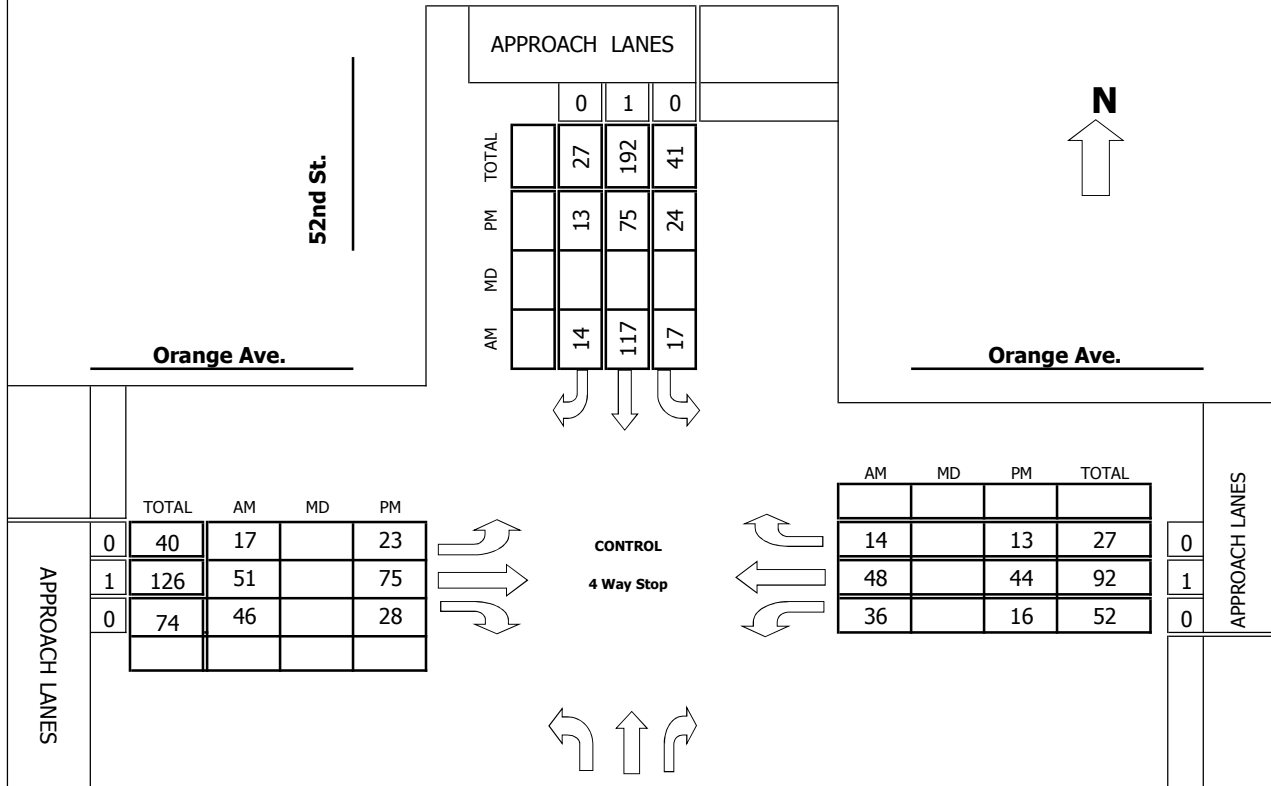 APPROACH LANES
0 1 0
N
TOTAL 27 192 41
52nd St.
PM 13 75 24
MD
AM 14 117 17
Orange Ave.
Orange Ave.
AM MD PM TOTAL
TOTAL AM MD PM
0 40 17 23
CONTROL
14 13 27 0
1 126 51 75
4 Way Stop
48 44 92 1
0 74 46 28
36 16 52 0
APPROACH LANES
APPROACH LANES